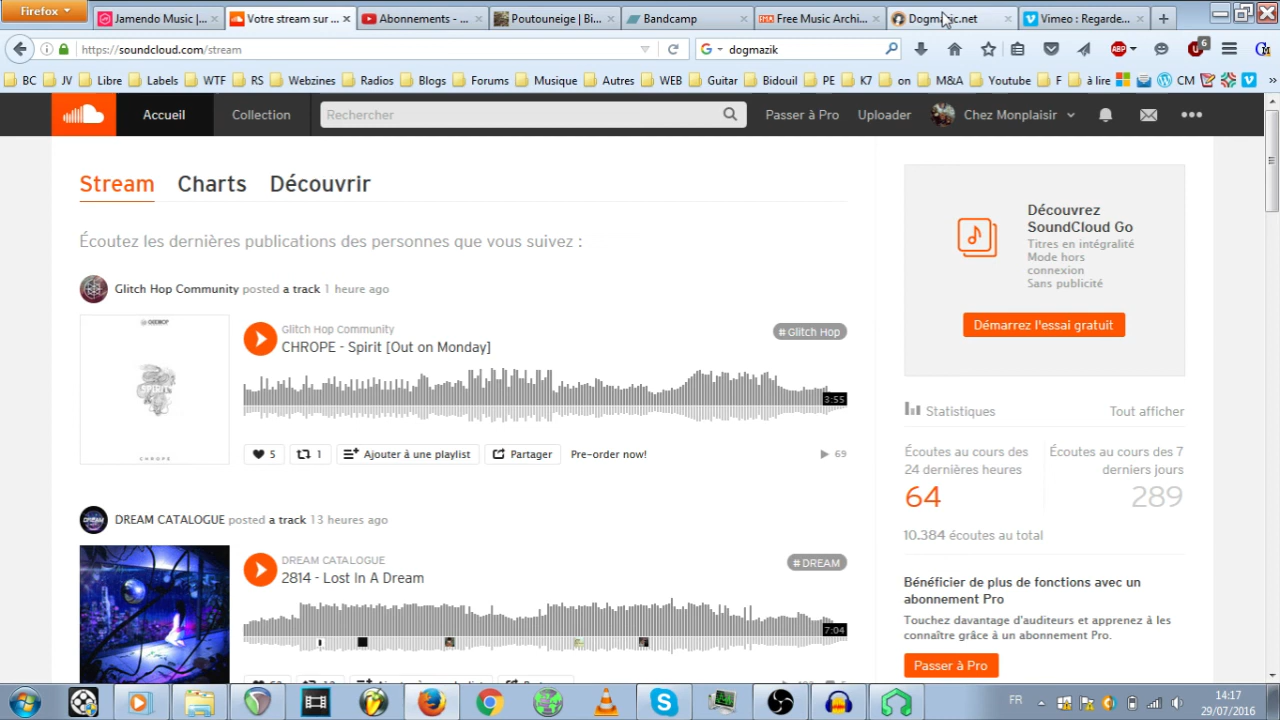 Firefox
Jamendo Music |...
Votre stream sur ...
Abonnements - ...
Poutouneige | Bi...
Bandcamp
FMA Free Music Archi...
Dogmazic.net
Vimeo : Regarde...
https://soundcloud.com/stream
dogmazik
ABP
6
BC
JV
Libre
Labels
WTF
RS
Webzines
Radios
Blogs
Forums
Musique
Autres
WEB
Guitar
Bidouil
PE
K7
on
M&A
Youtube
F
à lire
CM
Accueil
Collection
Rechercher
Passer à Pro
Uploader
Chez Monplaisir
Stream
Charts
Découvrir
Écoutez les dernières publications des personnes que vous suivez :
Glitch Hop Community posted a track 1 heure ago
Glitch Hop Community
# Glitch Hop
CHROPE - Spirit [Out on Monday]
SPIRIT
CHROPE
3:55
5
1
Ajouter à une playlist
Partager
Pre-order now!
69
DREAM CATALOGUE posted a track 13 heures ago
DREAM CATALOGUE
# DREAM
2814 - Lost In A Dream
7:04
Découvrez
SoundCloud Go
Titres en intégralité
Mode hors
connexion
Sans publicité
Démarrez l'essai gratuit
Statistiques
Tout afficher
Écoutes au cours des
24 dernières heures
64
Écoutes au cours des 7
derniers jours
289
10.384 écoutes au total
Bénéficier de plus de fonctions avec un
abonnement Pro
Touchez davantage d'auditeurs et apprenez à les
connaître grâce à un abonnement Pro.
Passer à Pro
FR
14:17
29/07/2016